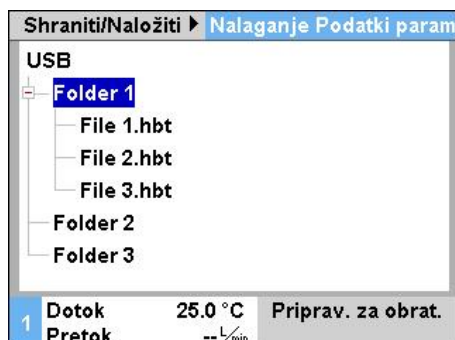 Shraniti/Naložiti ▶ Nalaganje Podatki param
USB
Folder 1
File 1.hbt
File 2.hbt
File 3.hbt
Folder 2
Folder 3
1 Dotok 25.0 °C Priprav. za obrat.
Pretok -- L/min